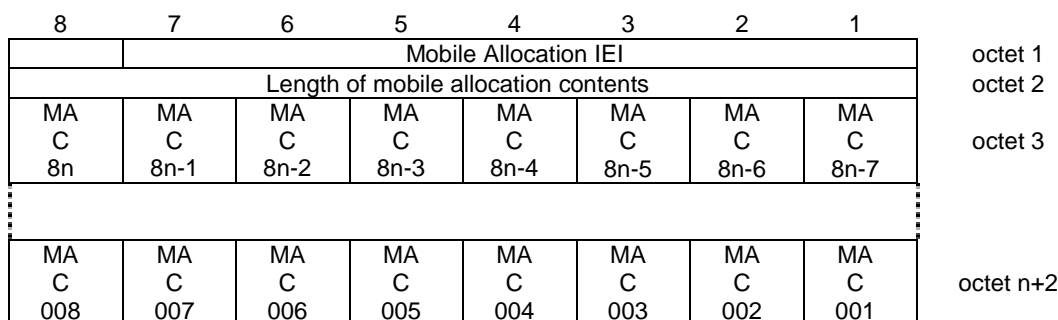 8 7 6 5 4 3 2 1
Mobile Allocation IEI octet 1
Length of mobile allocation contents octet 2
MA MA MA MA MA MA MA MA
C C C C C C C C octet 3
8n 8n-1 8n-2 8n-3 8n-4 8n-5 8n-6 8n-7
MA MA MA MA MA MA MA MA
C C C C C C C C octet n+2
008 007 006 005 004 003 002 001